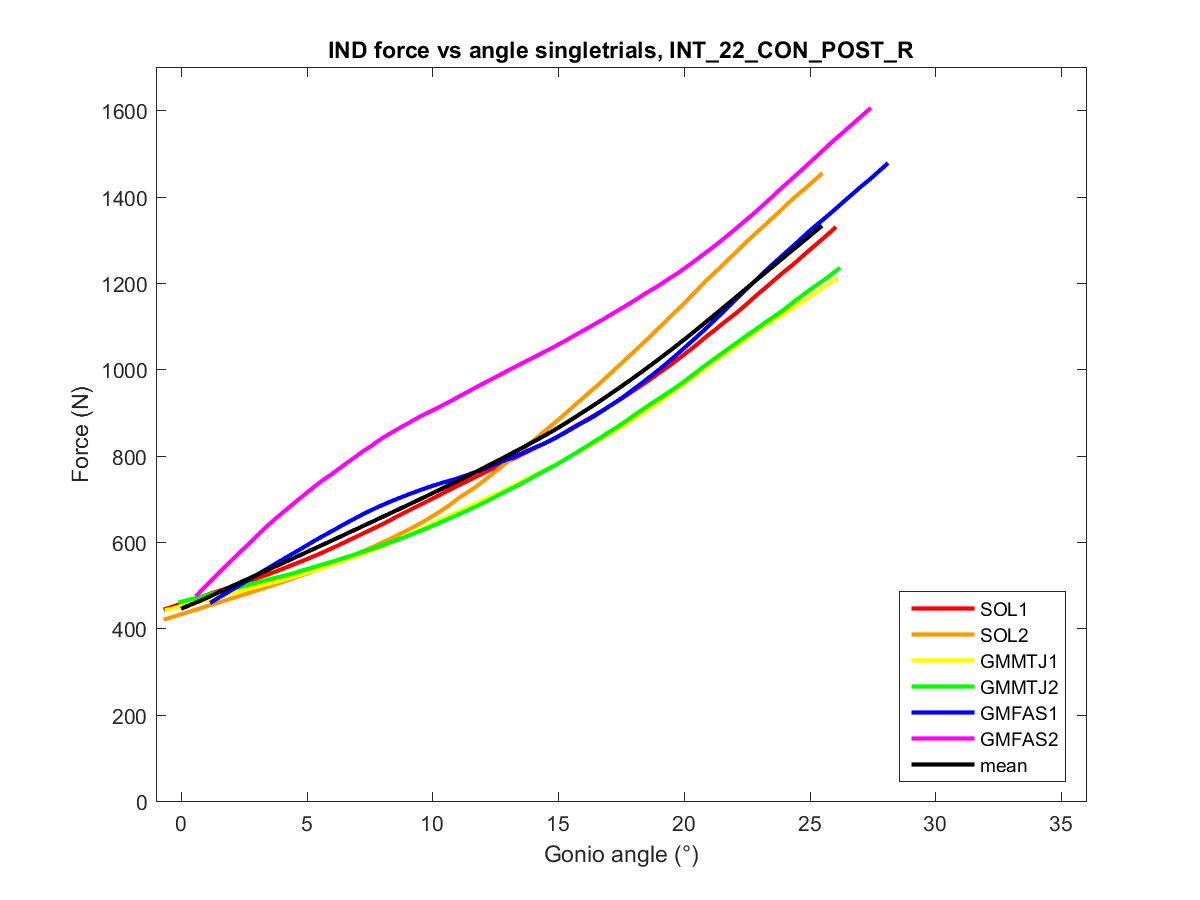 IND force vs angle singletrials, INT_22_CON_POST_R
1600
1400
1200
1000
800
600
400
200
0
Force (N)
0 5 10 15 20 25 30 35
Gonio angle (°)
SOL1
SOL2
GMMTJ1
GMMTJ2
GMFAS1
GMFAS2
mean